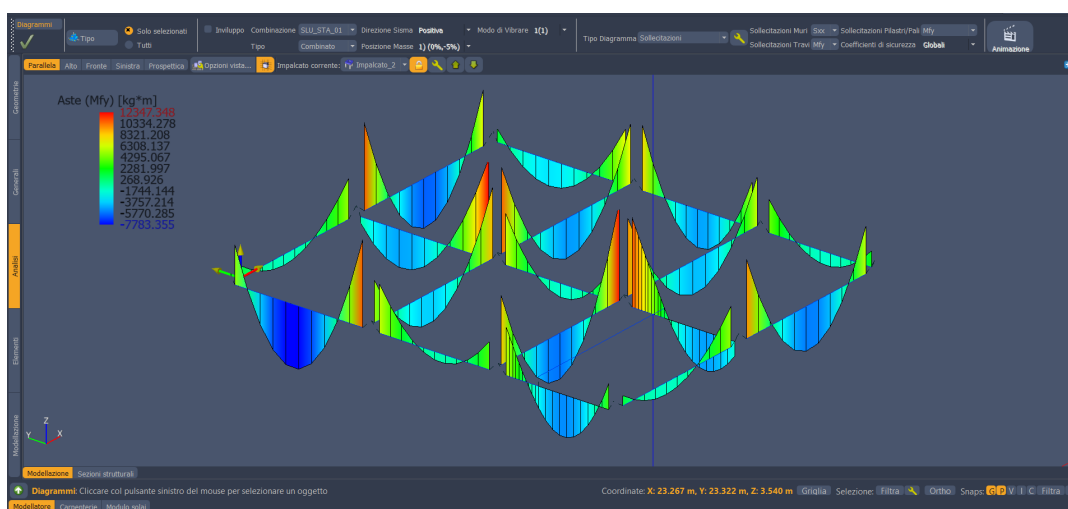 Diagrammi
Tipo
Solo selezionati
Tutti
Inviluppo Combinazione SLU_STA_01 Direzione Sisma Positiva Modo di Vibrare 1(1)
Tipo Combinato Posizione Masse 1) (0%,-5%)
Tipo Diagramma Sollecitazioni
Sollecitazioni Muri Sxx Sollecitazioni Pilastri/Pali Mfy
Sollecitazioni Travi Mfy Coefficienti di sicurezza Globali
Animazione
Parallela Alto Fronte Sinistra Prospettica Opzioni vista... Impalcato corrente: Impalcato_2
Geometrie
Generali
Analisi
Elementi
Modellazione
Aste (Mfy) [kg*m]
12347.348
10334.278
8321.208
6308.137
4295.067
2281.997
268.926
-1744.144
-3757.214
-5770.285
-7783.355
Z
Y
X
Modellazione Sezioni strutturali
Diagrammi: Cliccare col pulsante sinistro del mouse per selezionare un oggetto
Coordinate: X: 23.267 m, Y: 23.322 m, Z: 3.540 m Griglia Selezione: Filtra Ortho Snaps: G P V I C Filtra
Modellatore Carpenterie Modulo solai